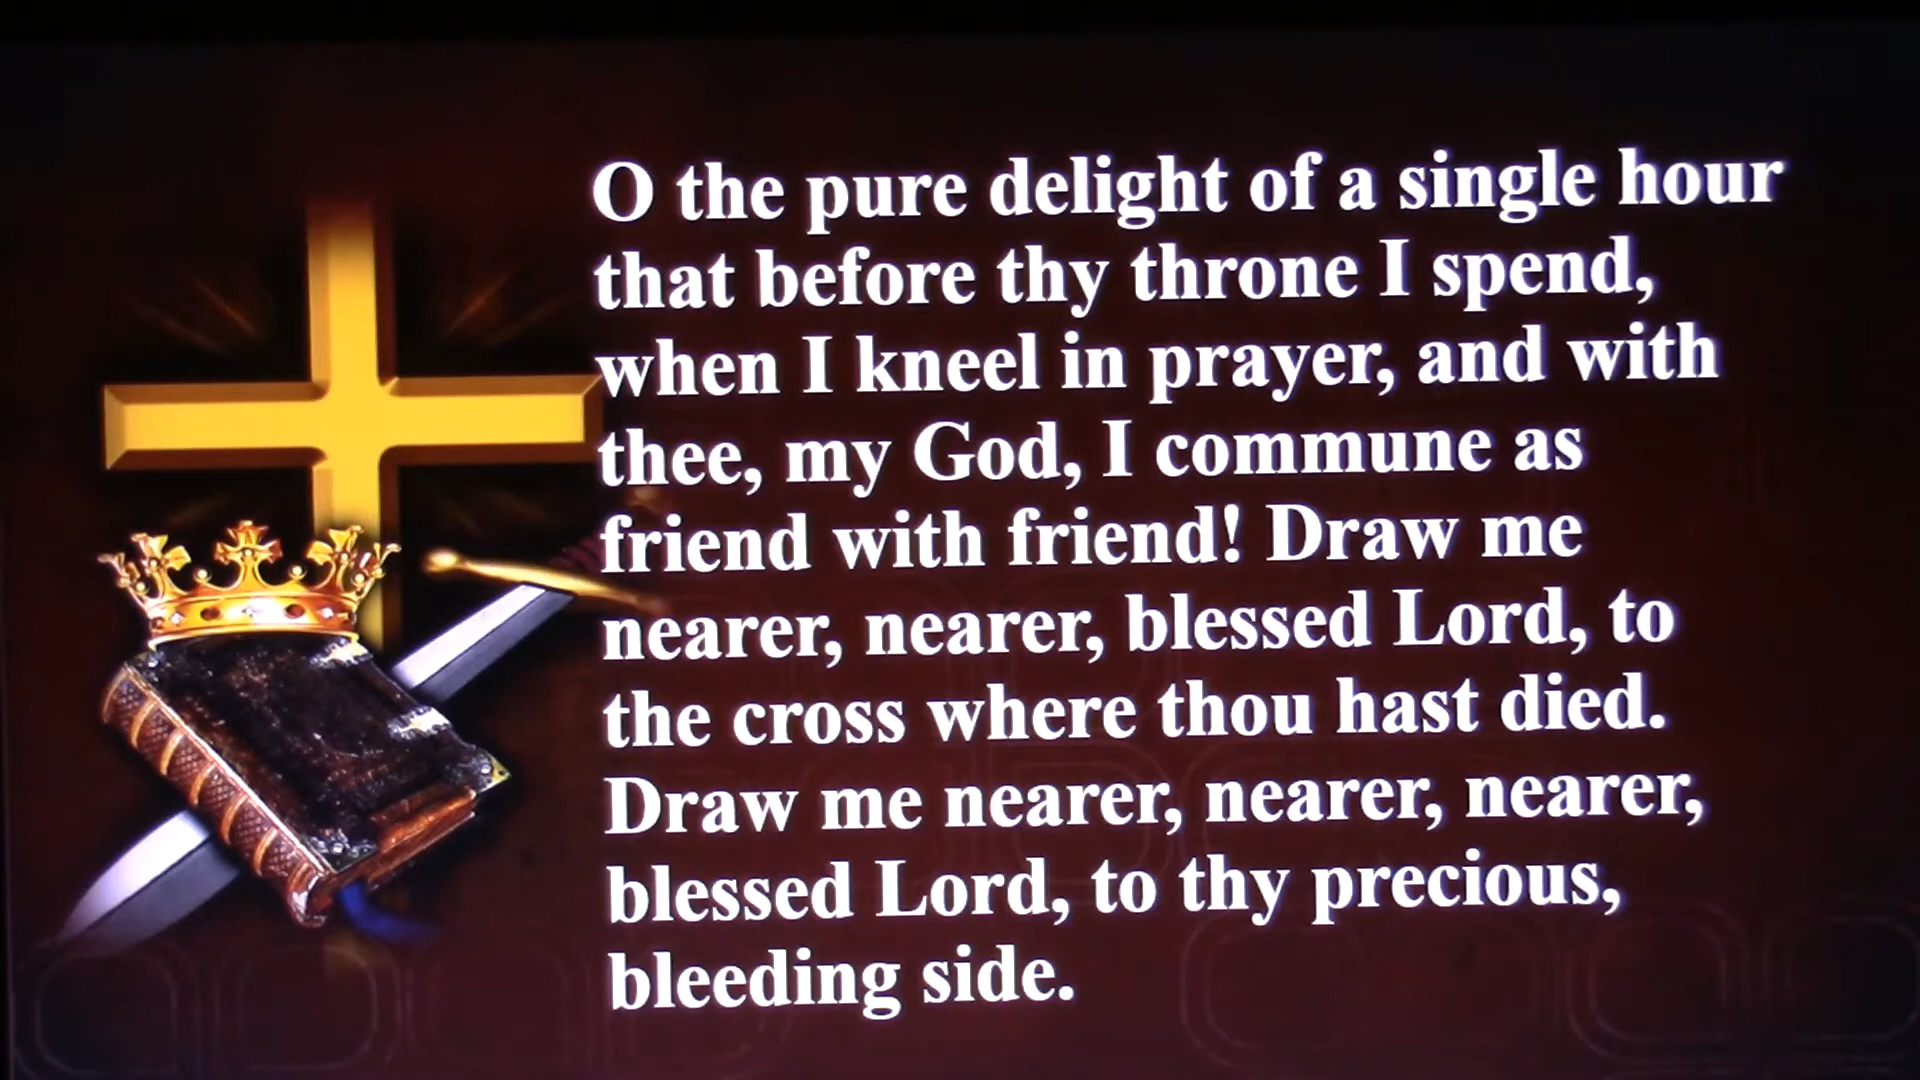 O the pure delight of a single hour
that before thy throne I spend,
when I kneel in prayer, and with
thee, my God, I commune as
friend with friend! Draw me
nearer, nearer, blessed Lord, to
the cross where thou hast died.
Draw me nearer, nearer, nearer,
blessed Lord, to thy precious,
bleeding side.